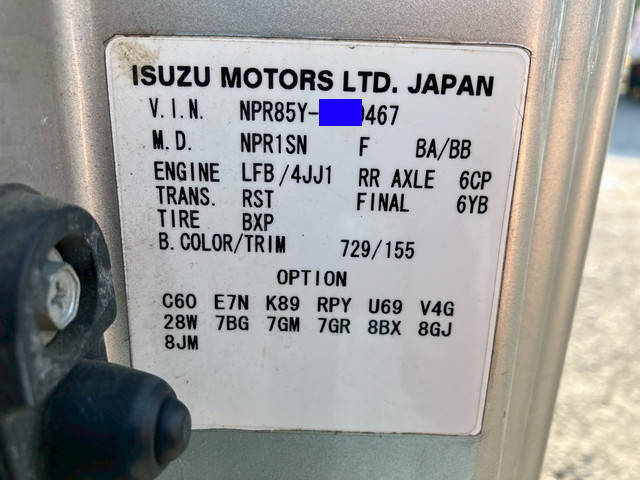 ISUZU MOTORS LTD. JAPAN
V.I.N. NPR85Y- 467
M.D. NPR1SN F BA/BB
ENGINE LFB/4JJ1 RR AXLE 6CP
TRANS. RST FINAL 6YB
TIRE BXP
B.COLOR/TRIM 729/155
OPTION
C60 E7N K89 RPY U69 V4G
28W 7BG 7GM 7GR 8BX 8GJ
8JM